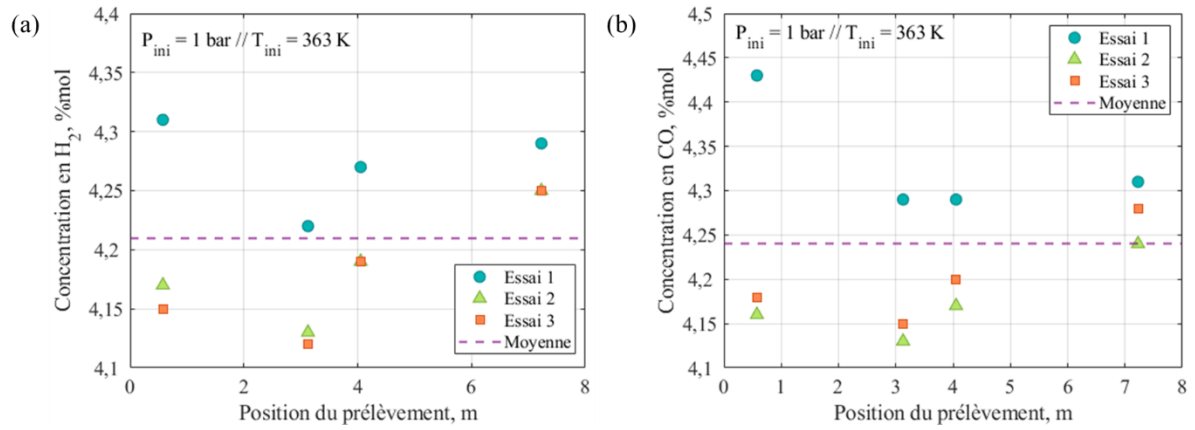 (a)
Concentration en H2, %mol
4,4
4,35
4,3
4,25
4,2
4,15
4,1
Pini = 1 bar // Tini = 363 K
Essai 1
Essai 2
Essai 3
Moyenne
0 2 4 6 8
Position du prélèvement, m
(b)
Concentration en CO, %mol
4,5
4,45
4,4
4,35
4,3
4,25
4,2
4,15
4,1
Pini = 1 bar // Tini = 363 K
Essai 1
Essai 2
Essai 3
Moyenne
0 1 2 3 4 5 6 7 8
Position du prélèvement, m